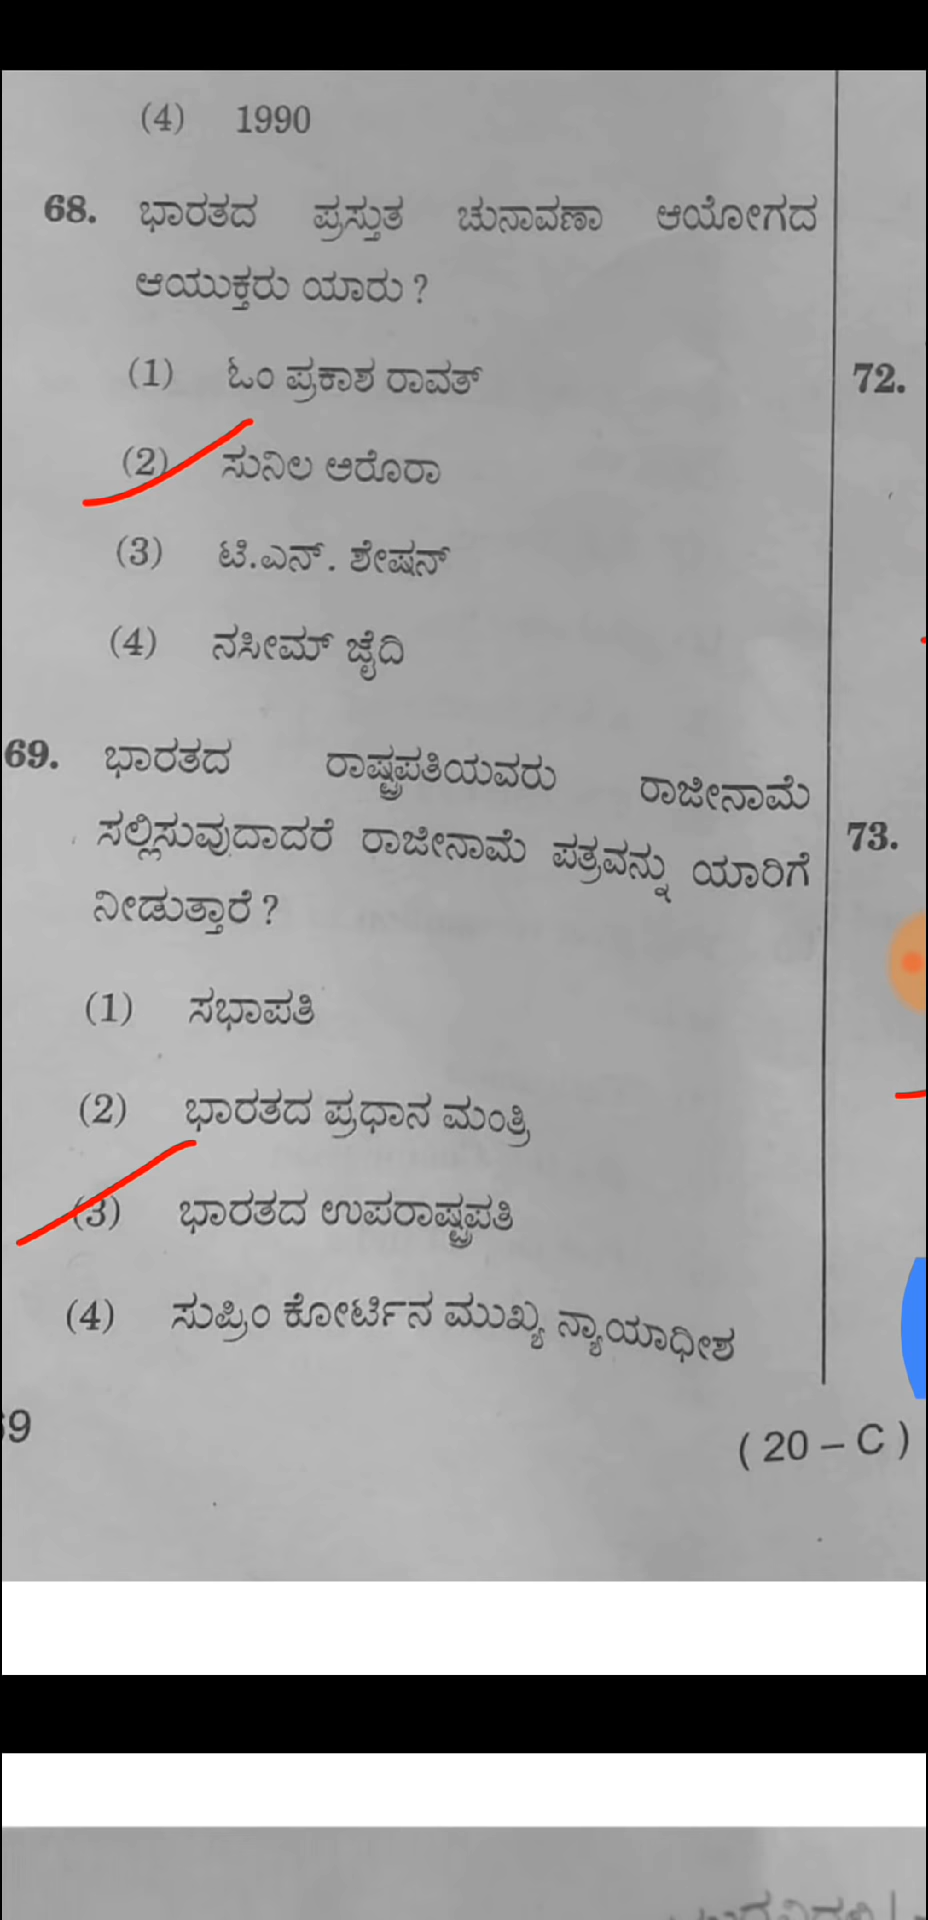 (4) 1990
68. ಭಾರತದ ಪ್ರಸ್ತುತ ಚುನಾವಣಾ ಆಯೋಗದ
ಆಯುಕ್ತರು ಯಾರು ?
(1) ಓಂ ಪ್ರಕಾಶ ರಾವತ್
(2) ಸುನಿಲ ಅರೊರಾ
(3) ಟಿ.ಎನ್. ಶೇಷನ್
(4) ನಸೀಮ್ ಜೈದಿ
69. ಭಾರತದ ರಾಷ್ಟ್ರಪತಿಯವರು ರಾಜೀನಾಮೆ
ಸಲ್ಲಿಸುವುದಾದರೆ ರಾಜೀನಾಮೆ ಪತ್ರವನ್ನು ಯಾರಿಗೆ
ನೀಡುತ್ತಾರೆ ?
(1) ಸಭಾಪತಿ
(2) ಭಾರತದ ಪ್ರಧಾನ ಮಂತ್ರಿ
(3) ಭಾರತದ ಉಪರಾಷ್ಟ್ರಪತಿ
(4) ಸುಪ್ರಿಂ ಕೋರ್ಟಿನ ಮುಖ್ಯ ನ್ಯಾಯಾಧೀಶ
9
( 20 – C )
72.
73.